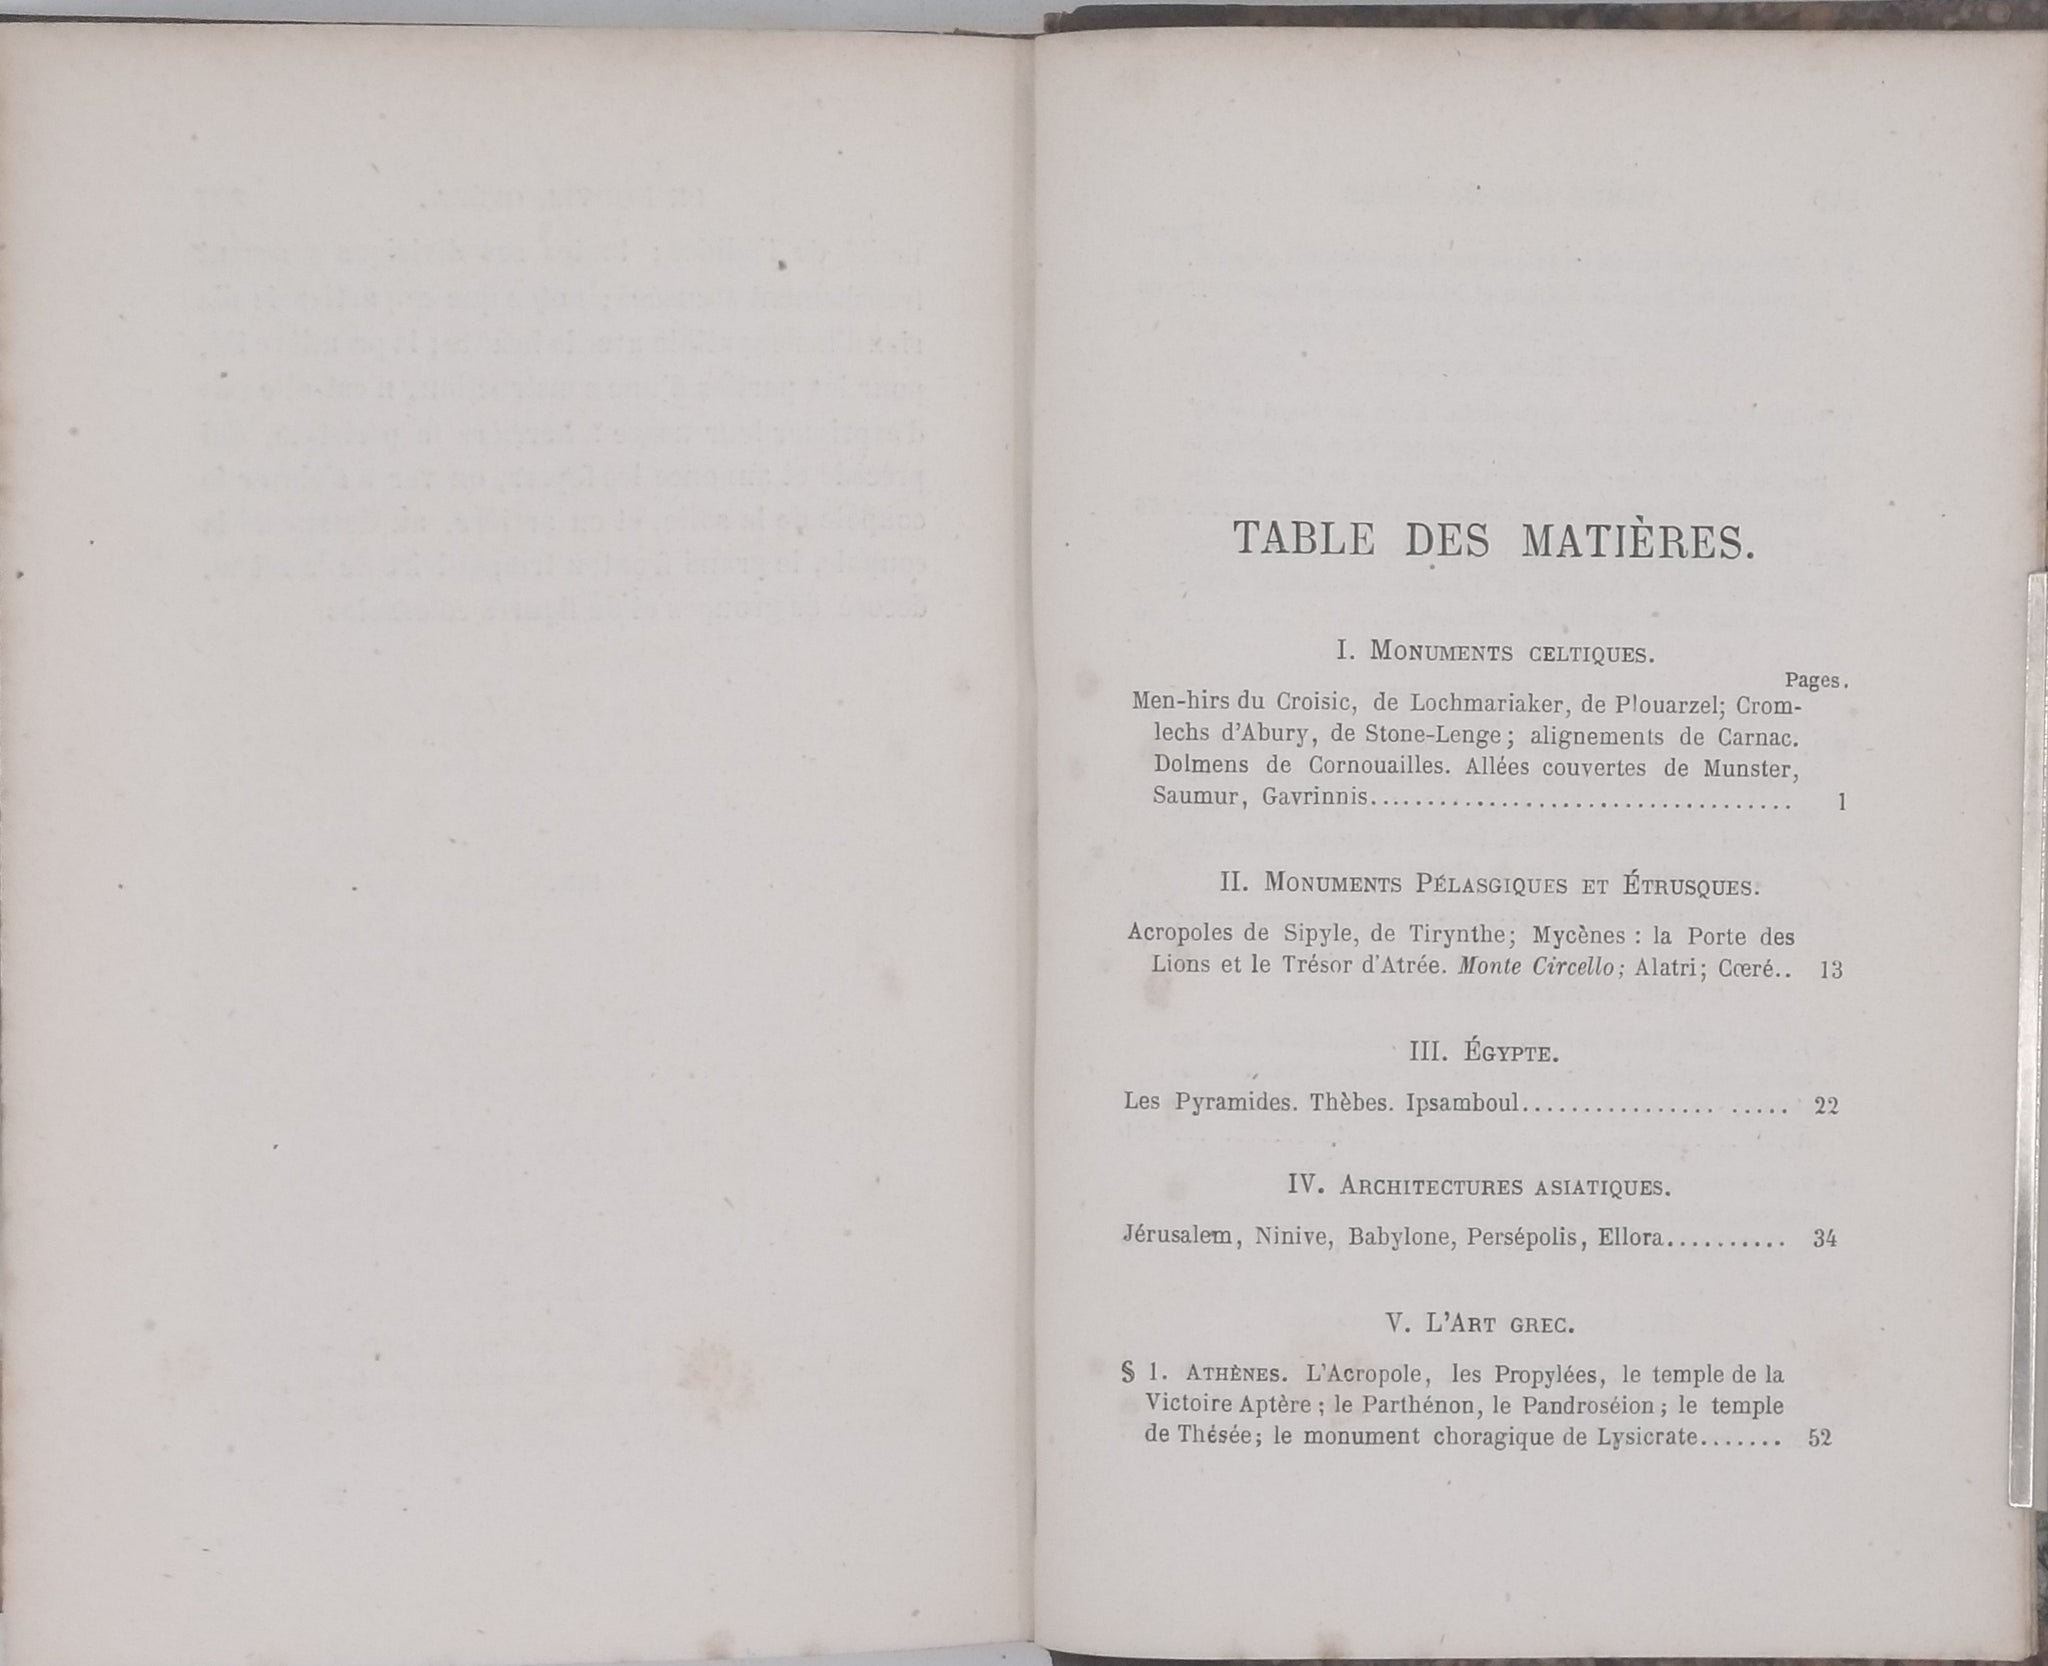 TABLE DES MATIÈRES.
I. MONUMENTS CELTIQUES.
Pages.
Men-hirs du Croisic, de Lochmariaker, de Plouarzel; Crom-
lechs d'Abury, de Stone-Lenge; alignements de Carnac.
Dolmens de Cornouailles. Allées couvertes de Munster,
Saumur, Gavrinnis................................... 1
II. MONUMENTS PÉLASGIQUES ET ÉTRUSQUES.
Acropoles de Sipyle, de Tirynthe; Mycènes : la Porte des
Lions et le Trésor d'Atrée. Monte Circello; Alatri; Cœré.. 13
III. ÉGYPTE.
Les Pyramides. Thèbes. Ipsamboul................ ..... 22
IV. ARCHITECTURES ASIATIQUES.
Jérusalem, Ninive, Babylone, Persépolis, Ellora.......... 34
V. L'ART GREC.
§ 1. ATHÈNES. L'Acropole, les Propylées, le temple de la
Victoire Aptère; le Parthénon, le Pandroséion; le temple
de Thésée; le monument choragique de Lysicrate....... 52